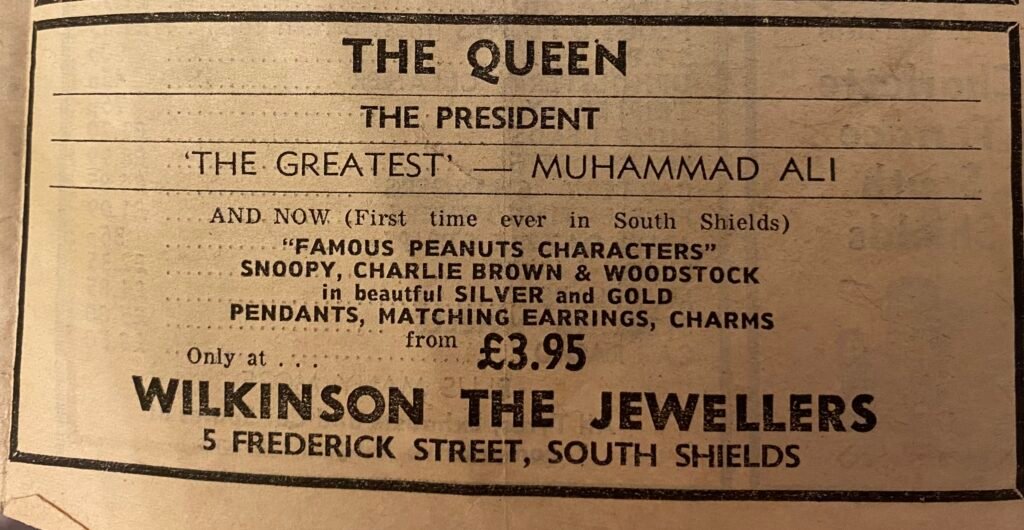 THE QUEEN
THE PRESIDENT
'THE GREATEST' — MUHAMMAD ALI
AND NOW (First time ever in South Shields)
"FAMOUS PEANUTS CHARACTERS"
SNOOPY, CHARLIE BROWN & WOODSTOCK
in beautful SILVER and GOLD
PENDANTS, MATCHING EARRINGS, CHARMS
from £3.95
Only at . . .
WILKINSON THE JEWELLERS
5 FREDERICK STREET, SOUTH SHIELDS